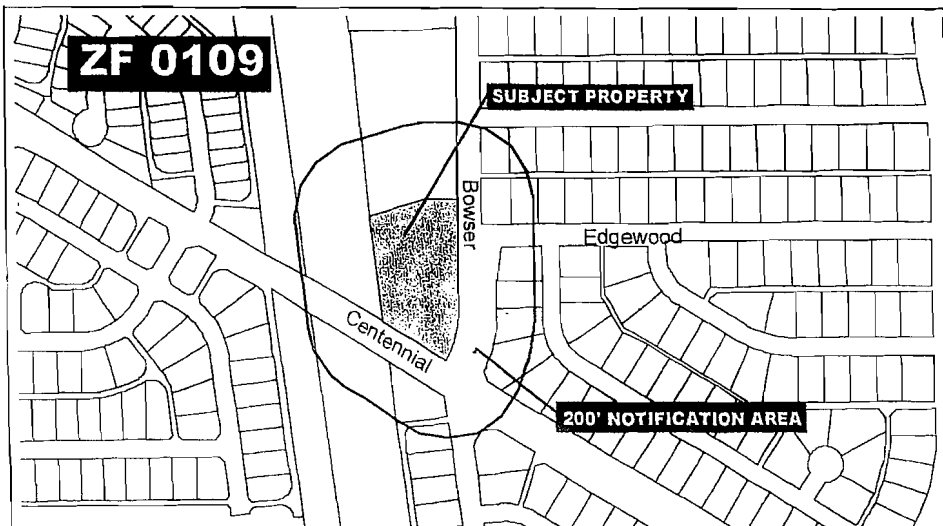 ZF 0109
SUBJECT PROPERTY
Bowser
Edgewood
Centennial
200' NOTIFICATION AREA